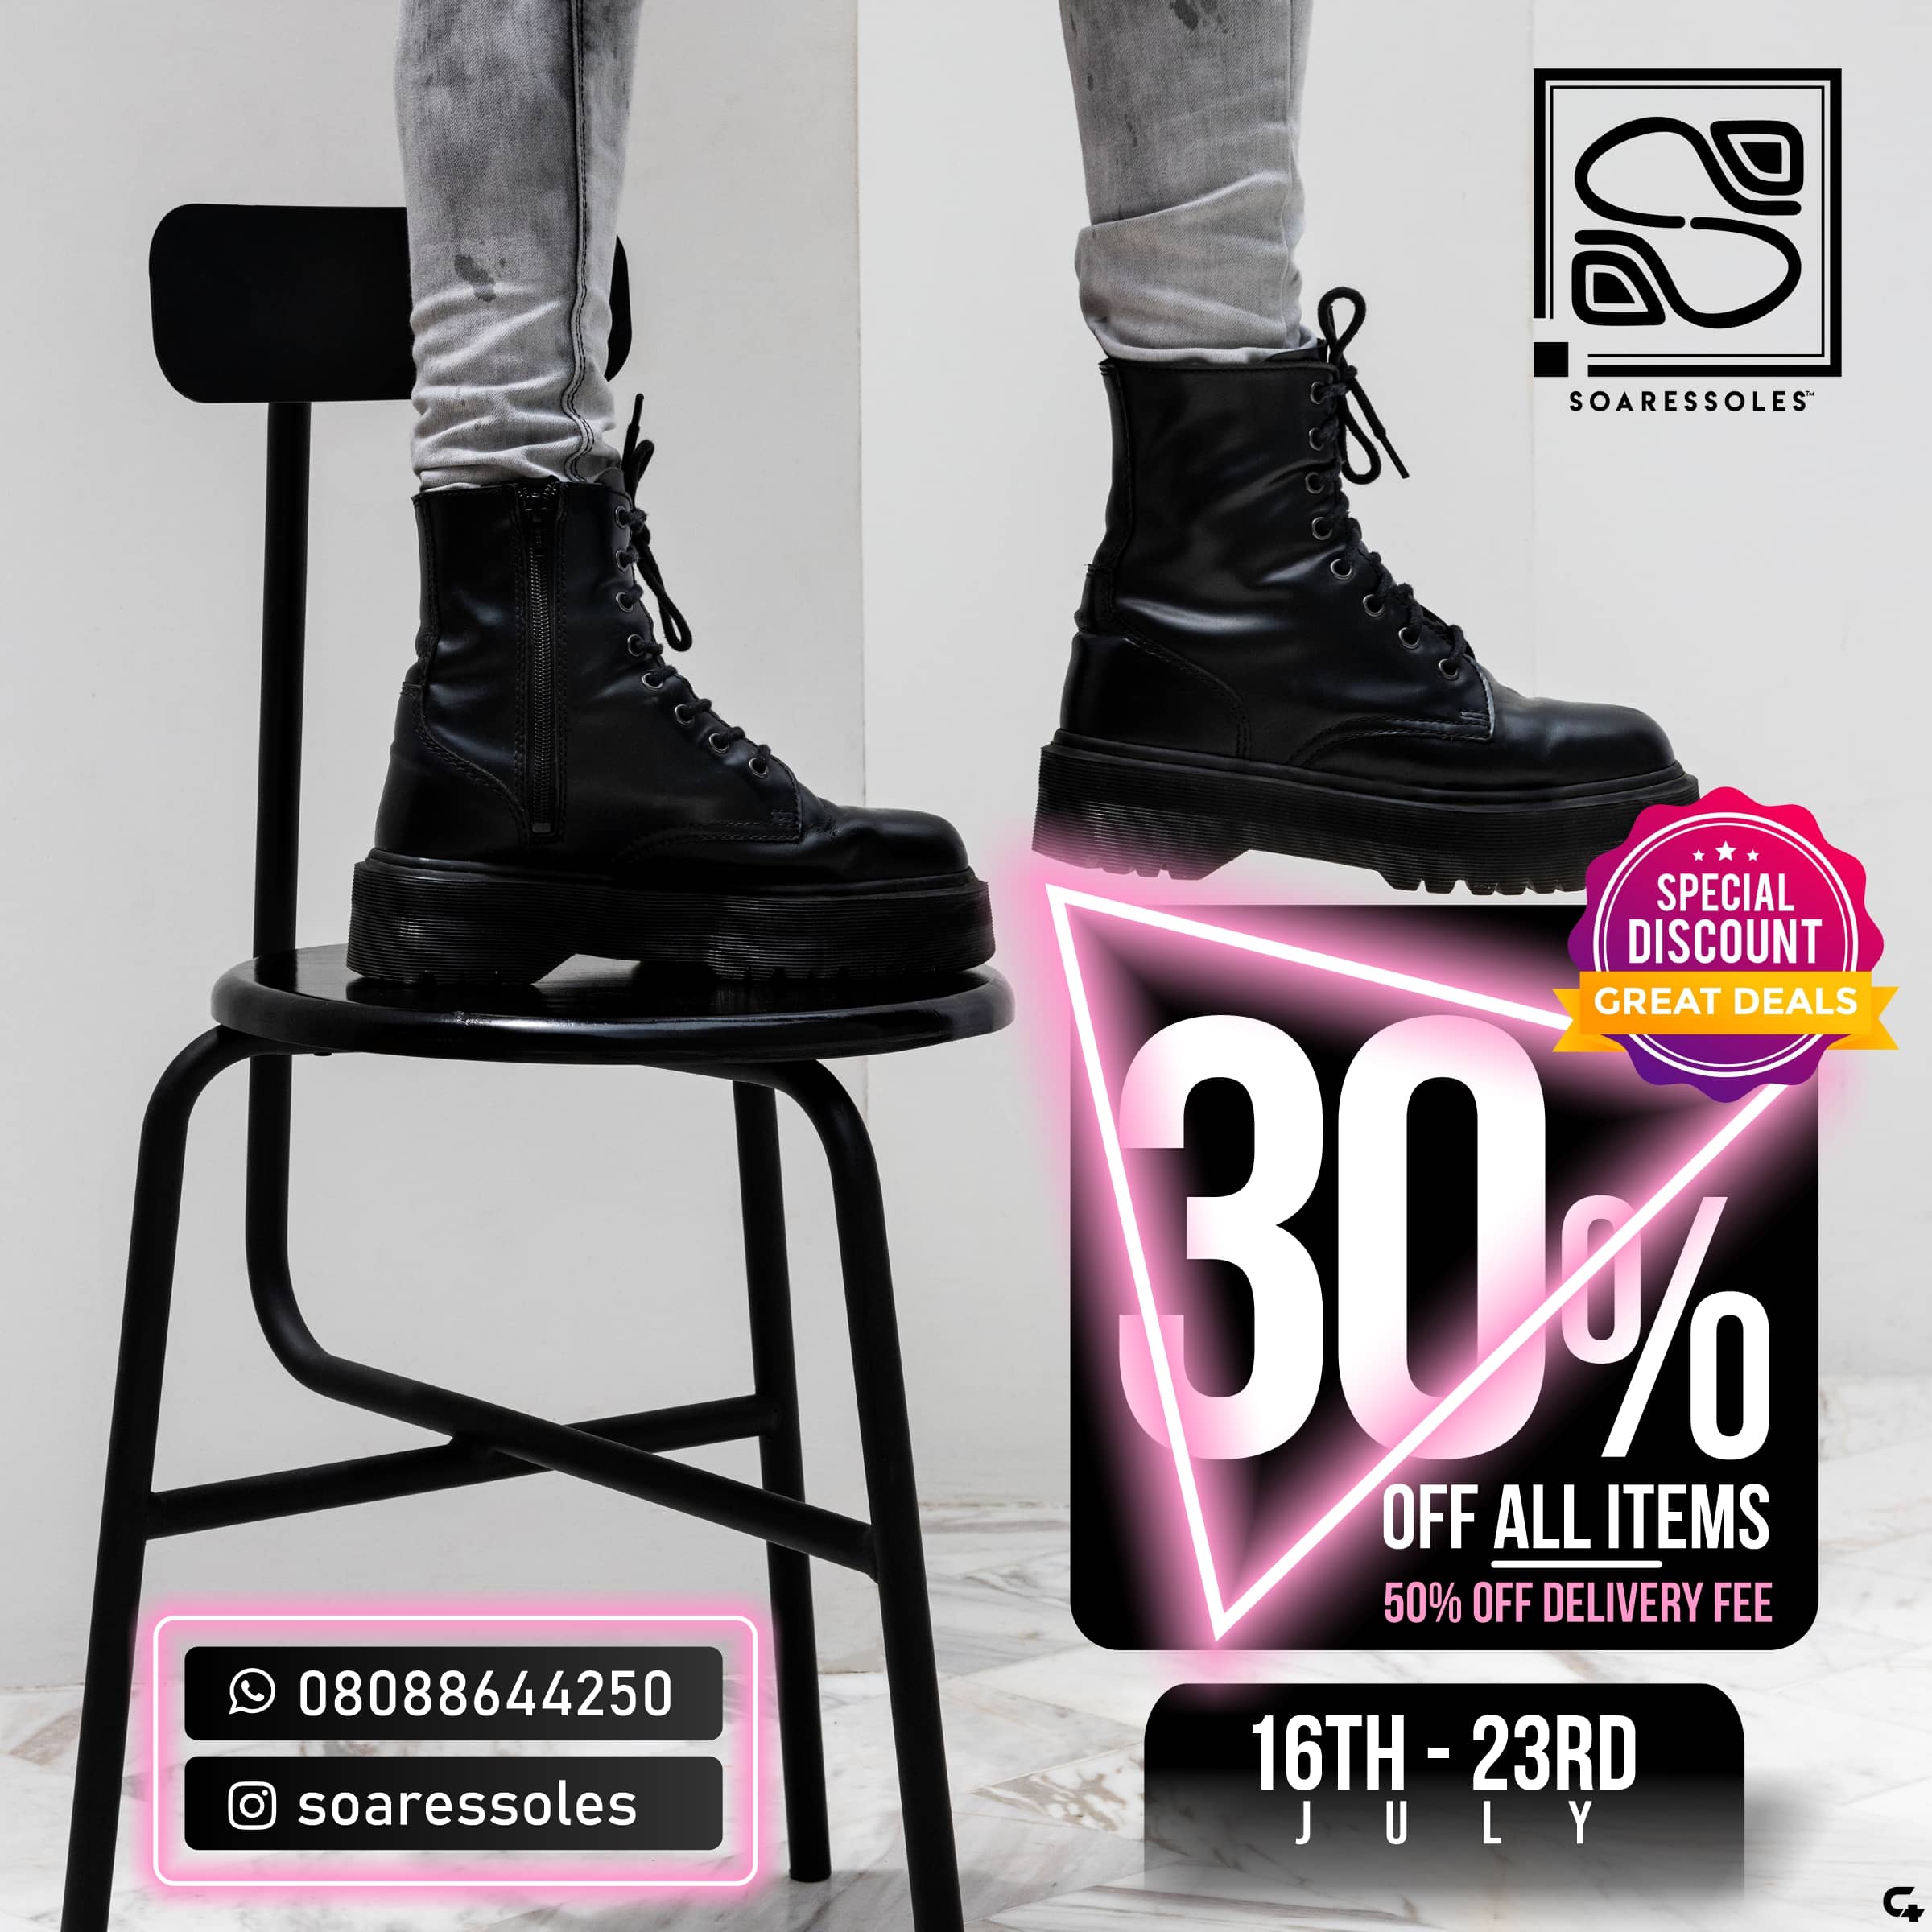 SOARESSOLES™
SPECIAL
DISCOUNT
GREAT DEALS
30%
OFF ALL ITEMS
50% OFF DELIVERY FEE
16TH - 23RD
JULY
08088644250
soaressoles